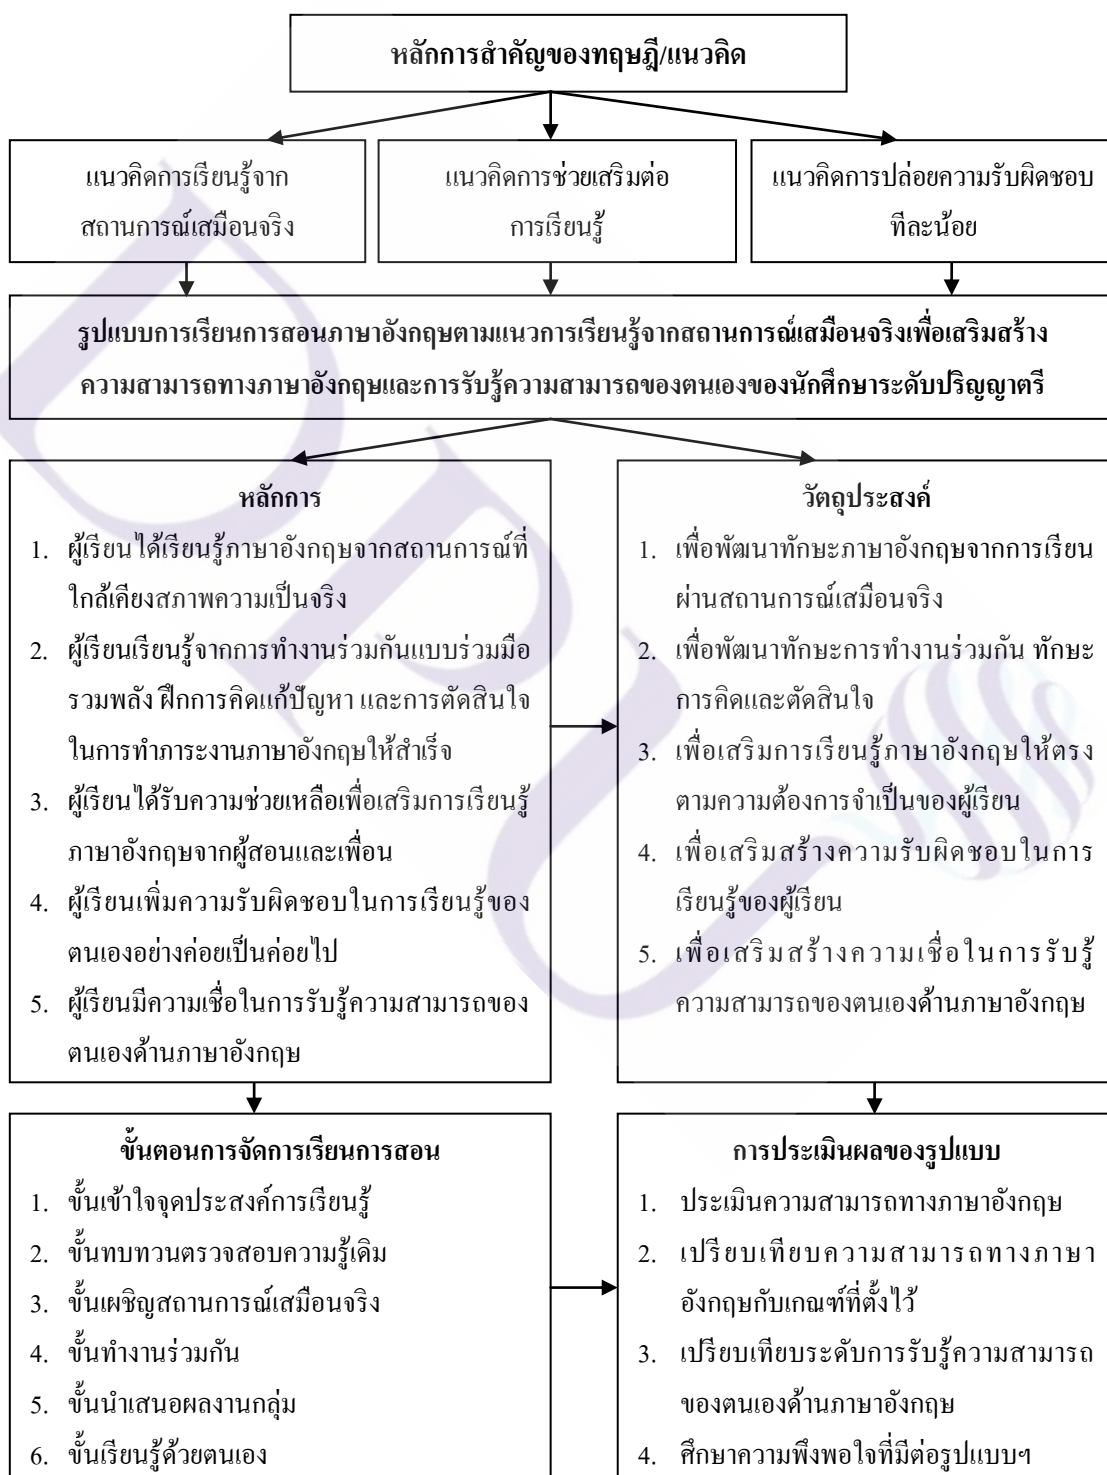 หลักการสำคัญของทฤษฎี/แนวคิด
แนวคิดการเรียนรู้จาก
สถานการณ์เสมือนจริง
แนวคิดการช่วยเสริมต่อ
การเรียนรู้
แนวคิดการปล่อยความรับผิดชอบ
ทีละน้อย
รูปแบบการเรียนการสอนภาษาอังกฤษตามแนวการเรียนรู้จากสถานการณ์เสมือนจริงเพื่อเสริมสร้าง
ความสามารถทางภาษาอังกฤษและการรับรู้ความสามารถของตนเองของนักศึกษาระดับปริญญาตรี
หลักการ
1. ผู้เรียนได้เรียนรู้ภาษาอังกฤษจากสถานการณ์ที่
ใกล้เคียงสภาพความเป็นจริง
2. ผู้เรียนเรียนรู้จากการทำงานร่วมกันแบบร่วมมือ
รวมพลัง ฝึกการคิดแก้ปัญหา และการตัดสินใจ
ในการทำภาระงานภาษาอังกฤษให้สำเร็จ
3. ผู้เรียนได้รับความช่วยเหลือเพื่อเสริมการเรียนรู้
ภาษาอังกฤษจากผู้สอนและเพื่อน
4. ผู้เรียนเพิ่มความรับผิดชอบในการเรียนรู้ของ
ตนเองอย่างค่อยเป็นค่อยไป
5. ผู้เรียนมีความเชื่อในการรับรู้ความสามารถของ
ตนเองด้านภาษาอังกฤษ
วัตถุประสงค์
1. เพื่อพัฒนาทักษะภาษาอังกฤษจากการเรียน
ผ่านสถานการณ์เสมือนจริง
2. เพื่อพัฒนาทักษะการทำงานร่วมกัน ทักษะ
การคิดและตัดสินใจ
3. เพื่อเสริมการเรียนรู้ภาษาอังกฤษให้ตรง
ตามความต้องการจำเป็นของผู้เรียน
4. เพื่อเสริมสร้างความรับผิดชอบในการ
เรียนรู้ของผู้เรียน
5. เพื่อเสริมสร้างความเชื่อในการรับรู้
ความสามารถของตนเองด้านภาษาอังกฤษ
ขั้นตอนการจัดการเรียนการสอน
1. ขั้นเข้าใจจุดประสงค์การเรียนรู้
2. ขั้นทบทวนตรวจสอบความรู้เดิม
3. ขั้นเผชิญสถานการณ์เสมือนจริง
4. ขั้นทำงานร่วมกัน
5. ขั้นนำเสนอผลงานกลุ่ม
6. ขั้นเรียนรู้ด้วยตนเอง
การประเมินผลของรูปแบบ
1. ประเมินความสามารถทางภาษาอังกฤษ
2. เปรียบเทียบความสามารถทางภาษา
อังกฤษกับเกณฑ์ที่ตั้งไว้
3. เปรียบเทียบระดับการรับรู้ความสามารถ
ของตนเองด้านภาษาอังกฤษ
4. ศึกษาความพึงพอใจที่มีต่อรูปแบบฯ
DPU